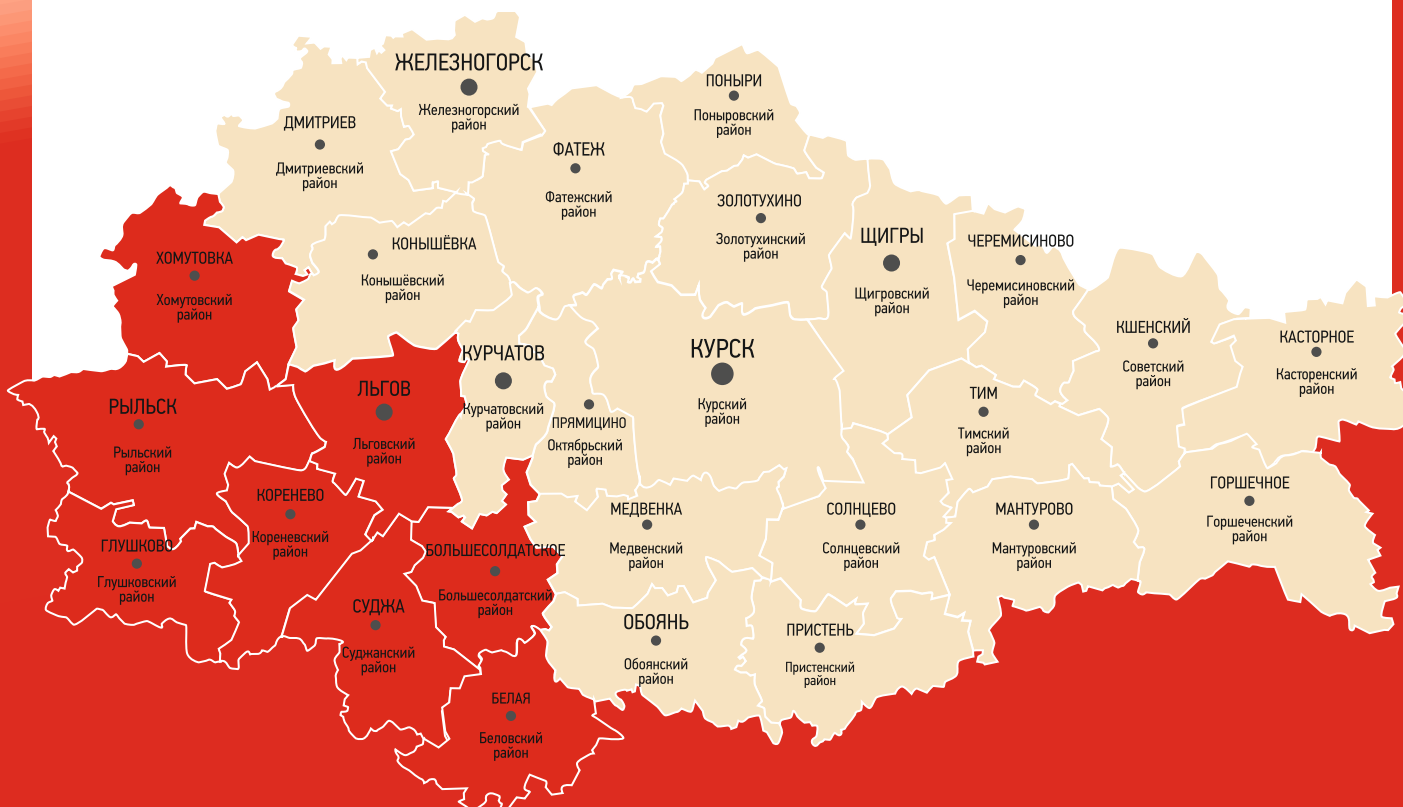 ЖЕЛЕЗНОГОРСК
Железногорский
район
ПОНЫРИ
Поныровский
район
ДМИТРИЕВ
Дмитриевский
район
ФАТЕЖ
Фатежский
район
ЗОЛОТУХИНО
Золотухинский
район
ЩИГРЫ
Щигровский
район
ЧЕРЕМИСИНОВО
Черемисиновский
район
ХОМУТОВКА
Хомутовский
район
КОНЫШЁВКА
Конышёвский
район
КШЕНСКИЙ
Советский
район
КАСТОРНОЕ
Касторенский
район
КУРЧАТОВ
Курчатовский
район
КУРСК
Курский
район
РЫЛЬСК
Рыльский
район
ЛЬГОВ
Льговский
район
ПРЯМИЦИНО
Октябрьский
район
ТИМ
Тимский
район
КОРЕНЕВО
Кореневский
район
МЕДВЕНКА
Медвенский
район
СОЛНЦЕВО
Солнцевский
район
МАНТУРОВО
Мантуровский
район
ГОРШЕЧНОЕ
Горшеченский
район
ГЛУШКОВО
Глушковский
район
БОЛЬШЕСОЛДАТСКОЕ
Большесолдатский
район
СУДЖА
Суджанский
район
ОБОЯНЬ
Обоянский
район
ПРИСТЕНЬ
Пристенский
район
БЕЛАЯ
Беловский
район